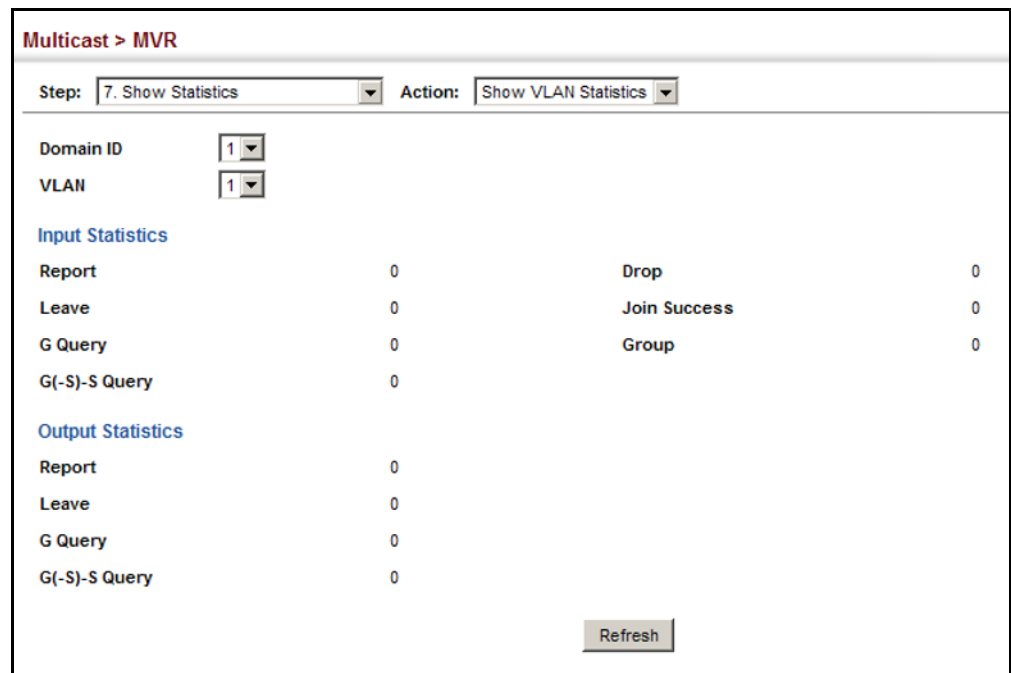 Multicast > MVR
Step: 7. Show Statistics Action: Show VLAN Statistics
Domain ID 1
VLAN 1
Input Statistics
Report 0 Drop 0
Leave 0 Join Success 0
G Query 0 Group 0
G(-S)-S Query 0
Output Statistics
Report 0
Leave 0
G Query 0
G(-S)-S Query 0
Refresh